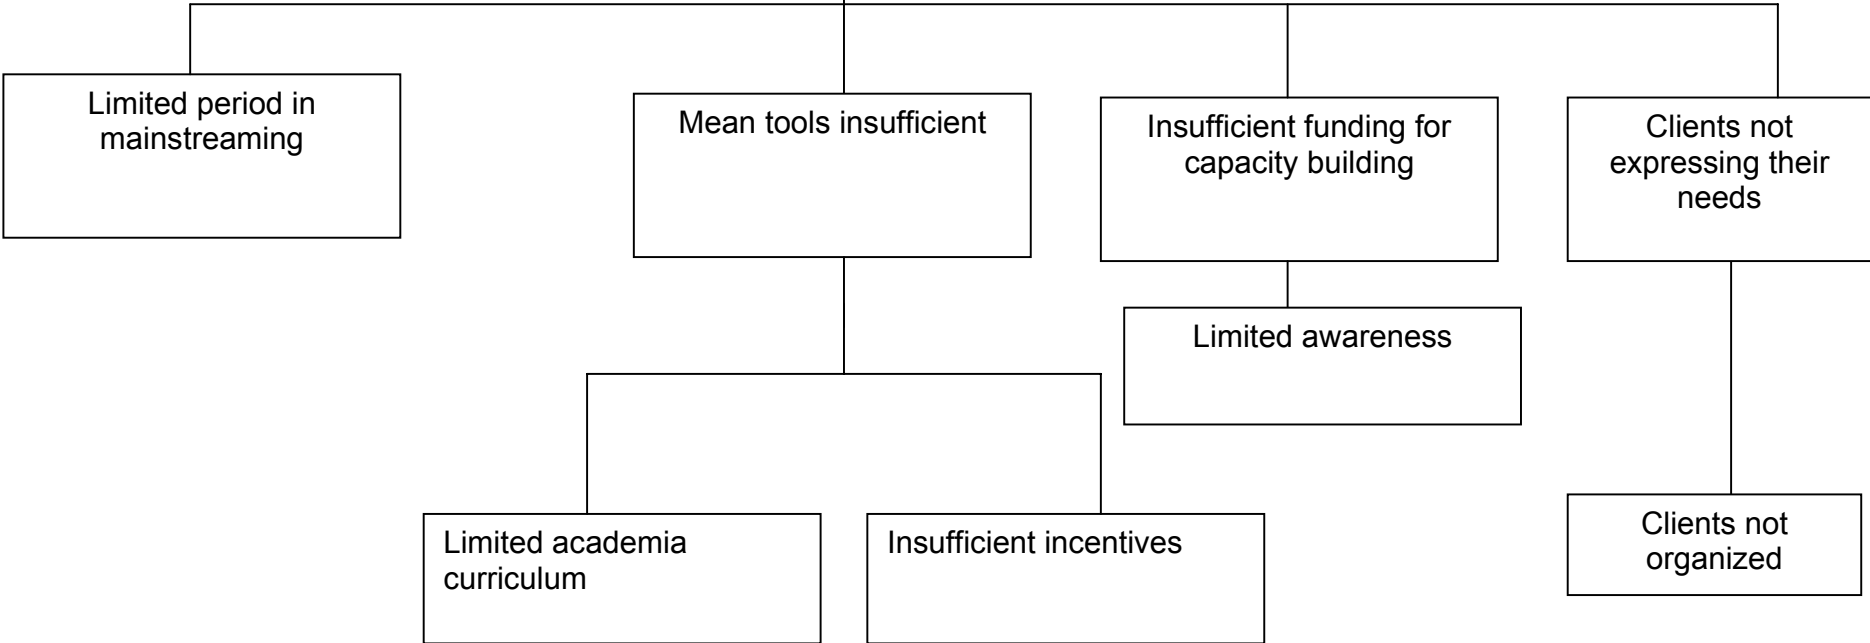 Limited period in
mainstreaming
Mean tools insufficient
Insufficient funding for
capacity building
Clients not
expressing their
needs
Limited awareness
Limited academia
curriculum
Insufficient incentives
Clients not
organized